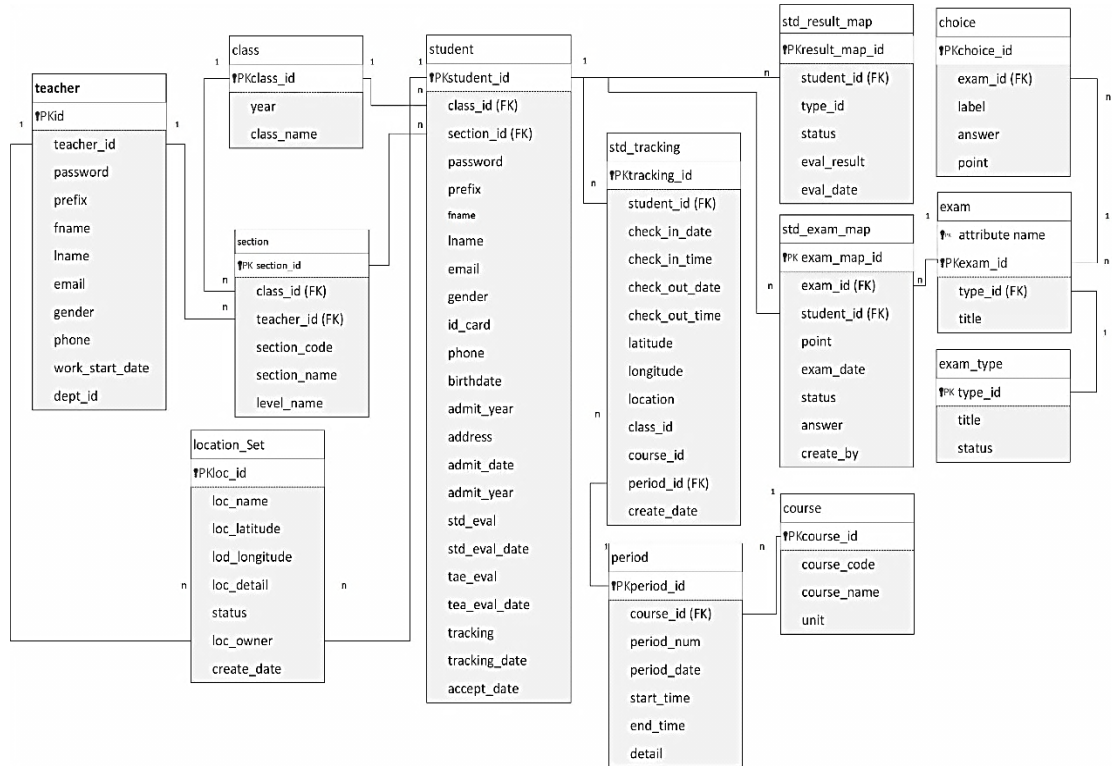 teacher
PKid
teacher_id
password
prefix
fname
lname
email
gender
phone
work_start_date
dept_id
1
1
class
PKclass_id
year
class_name
1
1
section
PK section_id
class_id (FK)
teacher_id (FK)
section_code
section_name
level_name
n
n
location_Set
PKloc_id
loc_name
loc_latitude
lod_longitude
loc_detail
status
loc_owner
create_date
n
n
student
PKstudent_id
class_id (FK)
section_id (FK)
password
prefix
fname
lname
email
gender
id_card
phone
birthdate
admit_year
address
admit_date
admit_year
std_eval
std_eval_date
tae_eval
tea_eval_date
tracking
tracking_date
accept_date
1
1
n
n
std_tracking
PKtracking_id
student_id (FK)
check_in_date
check_in_time
check_out_date
check_out_time
latitude
longitude
location
class_id
course_id
period_id (FK)
create_date
n
n
period
PKperiod_id
course_id (FK)
period_num
period_date
start_time
end_time
detail
1
n
std_result_map
PKresult_map_id
student_id (FK)
type_id
status
eval_result
eval_date
n
std_exam_map
PK exam_map_id
exam_id (FK)
student_id (FK)
point
exam_date
status
answer
create_by
n
n
course
PKcourse_id
course_code
course_name
unit
1
choice
PKchoice_id
exam_id (FK)
label
answer
point
n
exam
PK attribute name
PKexam_id
type_id (FK)
title
1
1
exam_type
PK type_id
title
status
1